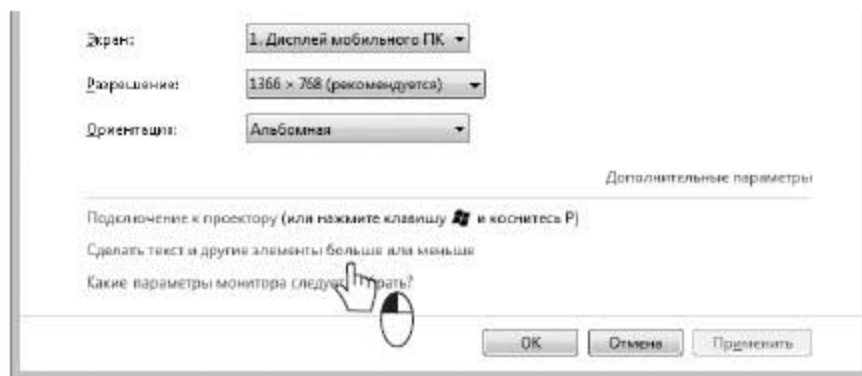 Экран: 1. Дисплей мобильного ПК
Разрешение: 1366 × 768 (рекомендуется)
Ориентация: Альбомная
Дополнительные параметры
Подключение к проектору (или нажмите клавишу и коснитесь P)
Сделать текст и другие элементы больше или меньше
Какие параметры монитора следует
OK Отмена Применить